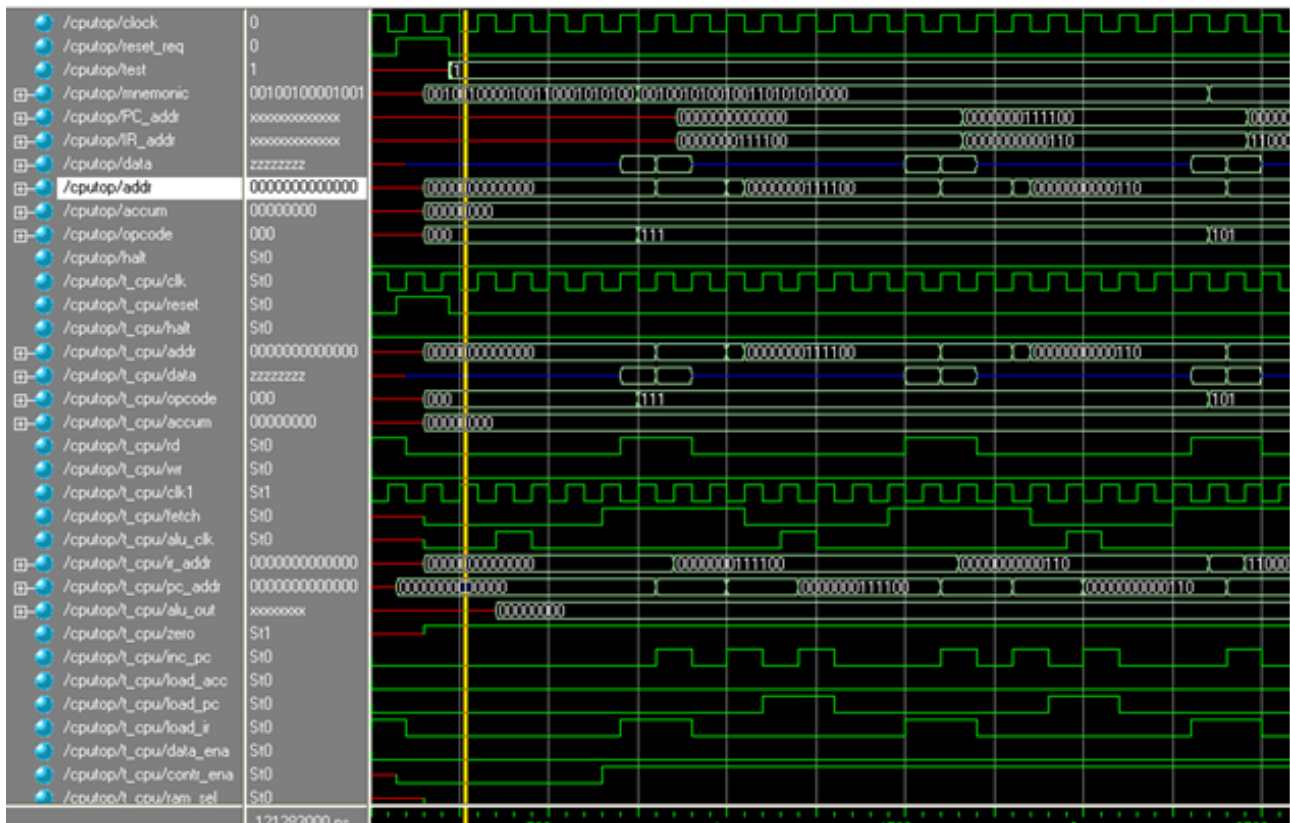 /cputop/clock 0
/cputop/reset_req 0
/cputop/test 1 1
/cputop/mnemonic 00100100001001
/cputop/PC_addr xxxxxxxxxxxxx 0000000000000 0000000111100
/cputop/IR_addr xxxxxxxxxxxxx 0000000111100 0000000000110 11000
/cputop/data zzzzzzzz
/cputop/addr 0000000000000 0000000000000 0000000111100 0000000000110
/cputop/accum 00000000 00000000
/cputop/opcode 000 000 111 101
/cputop/halt St0
/cputop/t_cpu/clk St0
/cputop/t_cpu/reset St0
/cputop/t_cpu/halt St0
/cputop/t_cpu/addr 0000000000000 0000000000000 0000000111100 0000000000110
/cputop/t_cpu/data zzzzzzzz
/cputop/t_cpu/opcode 000 000 111 101
/cputop/t_cpu/accum 00000000 00000000
/cputop/t_cpu/rd St0
/cputop/t_cpu/wr St0
/cputop/t_cpu/clk1 St1
/cputop/t_cpu/fetch St0
/cputop/t_cpu/alu_clk St0
/cputop/t_cpu/ir_addr 0000000000000 0000000000000 0000000111100 0000000000110 11000
/cputop/t_cpu/pc_addr 0000000000000 0000000000000 0000000111100 0000000000110
/cputop/t_cpu/alu_out xxxxxxxx 00000000
/cputop/t_cpu/zero St1
/cputop/t_cpu/inc_pc St0
/cputop/t_cpu/load_acc St0
/cputop/t_cpu/load_pc St0
/cputop/t_cpu/load_ir St0
/cputop/t_cpu/data_ena St0
/cputop/t_cpu/contr_ena St0
/cputop/t_cpu/ram_sel St0